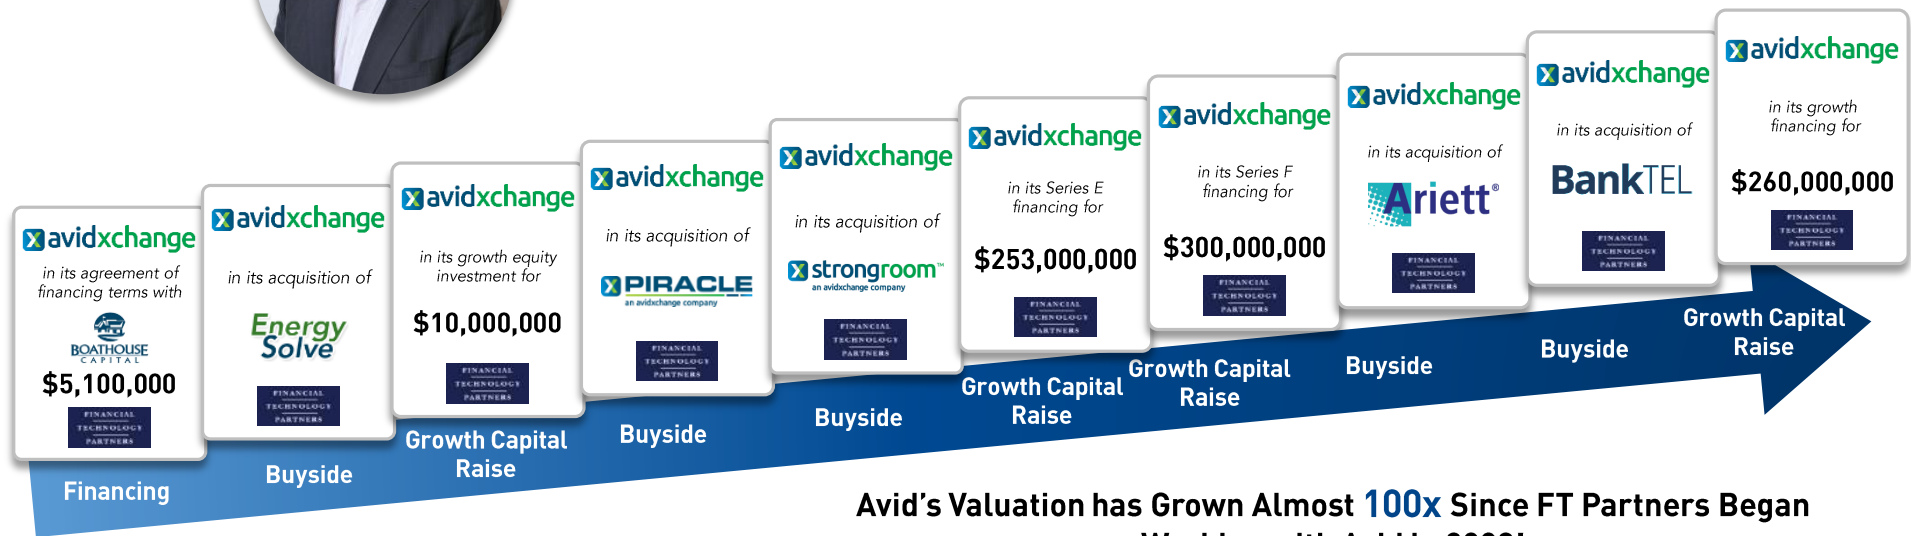 avidxchange
in its agreement of
financing terms with
BOATHOUSE
CAPITAL
$5,100,000
FINANCIAL
TECHNOLOGY
PARTNERS
Financing
avidxchange
in its acquisition of
Energy
Solve
FINANCIAL
TECHNOLOGY
PARTNERS
Buyside
avidxchange
in its growth equity
investment for
$10,000,000
FINANCIAL
TECHNOLOGY
PARTNERS
Growth Capital
Raise
avidxchange
in its acquisition of
PIRACLE
an avidxchange company
FINANCIAL
TECHNOLOGY
PARTNERS
Buyside
avidxchange
in its acquisition of
strongroom™
an avidxchange company
FINANCIAL
TECHNOLOGY
PARTNERS
Buyside
avidxchange
in its Series E
financing for
$253,000,000
FINANCIAL
TECHNOLOGY
PARTNERS
Growth Capital
Raise
avidxchange
in its Series F
financing for
$300,000,000
FINANCIAL
TECHNOLOGY
PARTNERS
Growth Capital
Raise
avidxchange
in its acquisition of
Ariett®
FINANCIAL
TECHNOLOGY
PARTNERS
Buyside
avidxchange
in its acquisition of
BankTEL
FINANCIAL
TECHNOLOGY
PARTNERS
Buyside
avidxchange
in its growth
financing for
$260,000,000
FINANCIAL
TECHNOLOGY
PARTNERS
Growth Capital
Raise
Avid's Valuation has Grown Almost 100x Since FT Partners Began